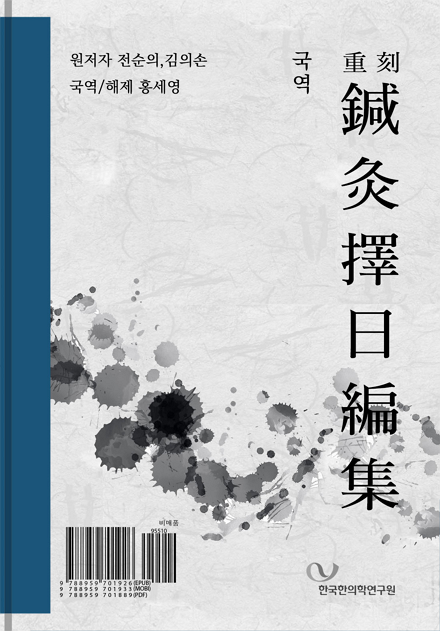 원저자 전순의,김의손
국역/해제 홍세영
국역
重刻
鍼灸擇日編集
비매품
95510
9 788959 701926 (EPUB)
9 788959 701933 (MOBI)
9 788959 701889 (PDF)
한국한의학연구원